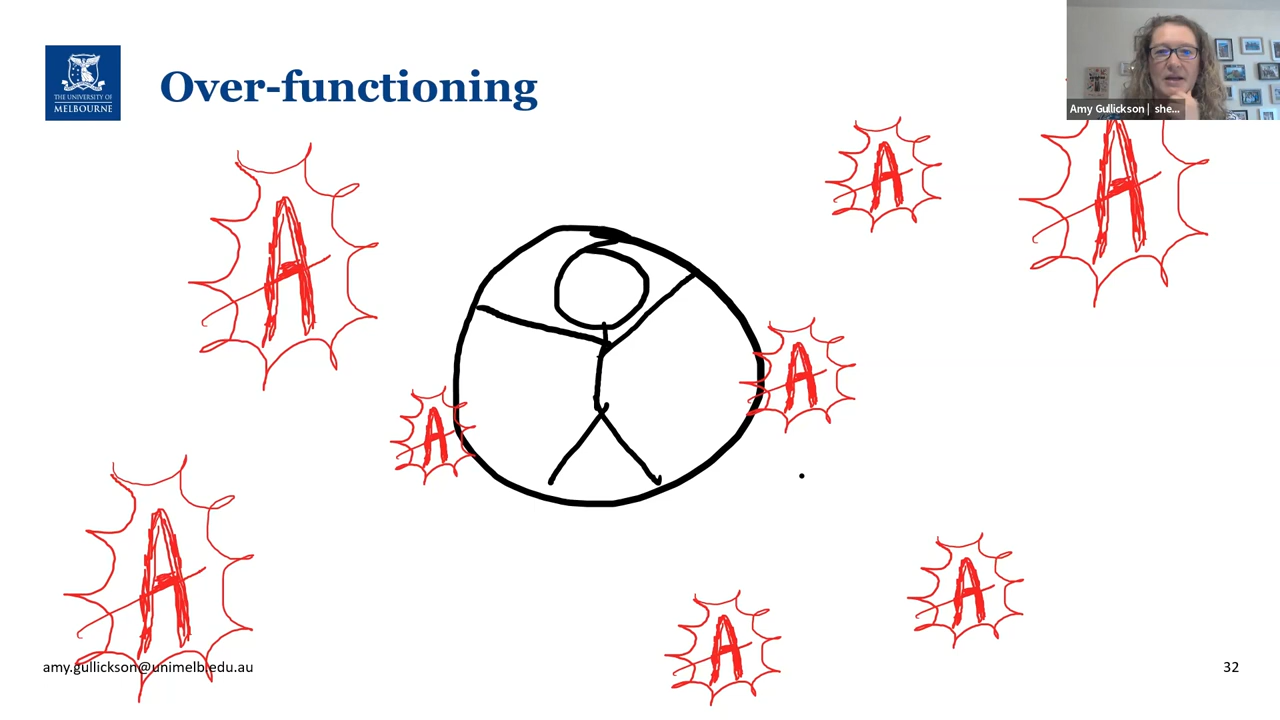 THE UNIVERSITY OF
MELBOURNE
Over-functioning
Amy Gullickson | she...
A
A
A
A
A
A
A
A
amy.gullickson@unimelb.edu.au
32